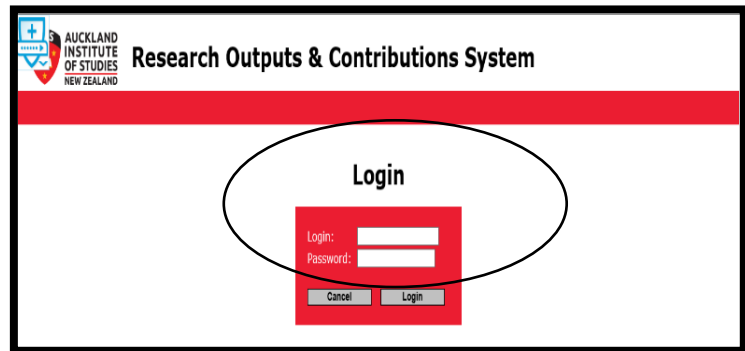 AUCKLAND
INSTITUTE
OF STUDIES
NEW ZEALAND
Research Outputs & Contributions System
Login
Login:
Password:
Cancel Login